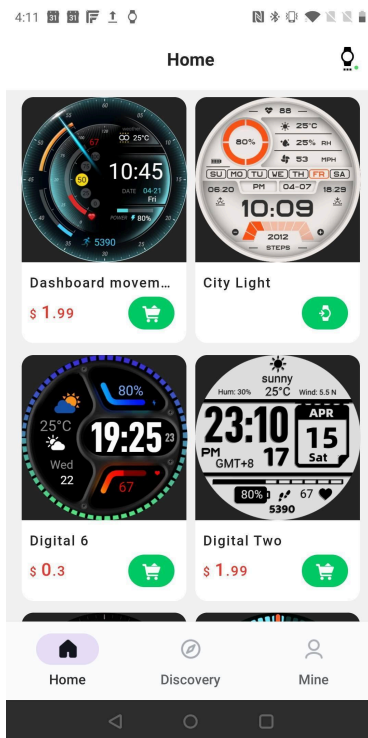 4:11 31 31
Home
88
80%
25°C
25% RH
53 MPH
SU MO TU WE TH FR SA
06:20 PM 04-07 18:29
10:09
2012
STEPS
67
25°C
50
10:45
DATE 04-21
Fri
POWER 80%
5390
Dashboard movem...
$ 1.99
City Light
80%
25°C
19:25 23
Wed
22
67
sunny
Hum: 30% 25°C Wind: 5.5 N
23:10
PM 17
GMT+8
APR
15
Sat
80% 67
5390
Digital 6
$ 0.3
Digital Two
$ 1.99
Home
Discovery
Mine